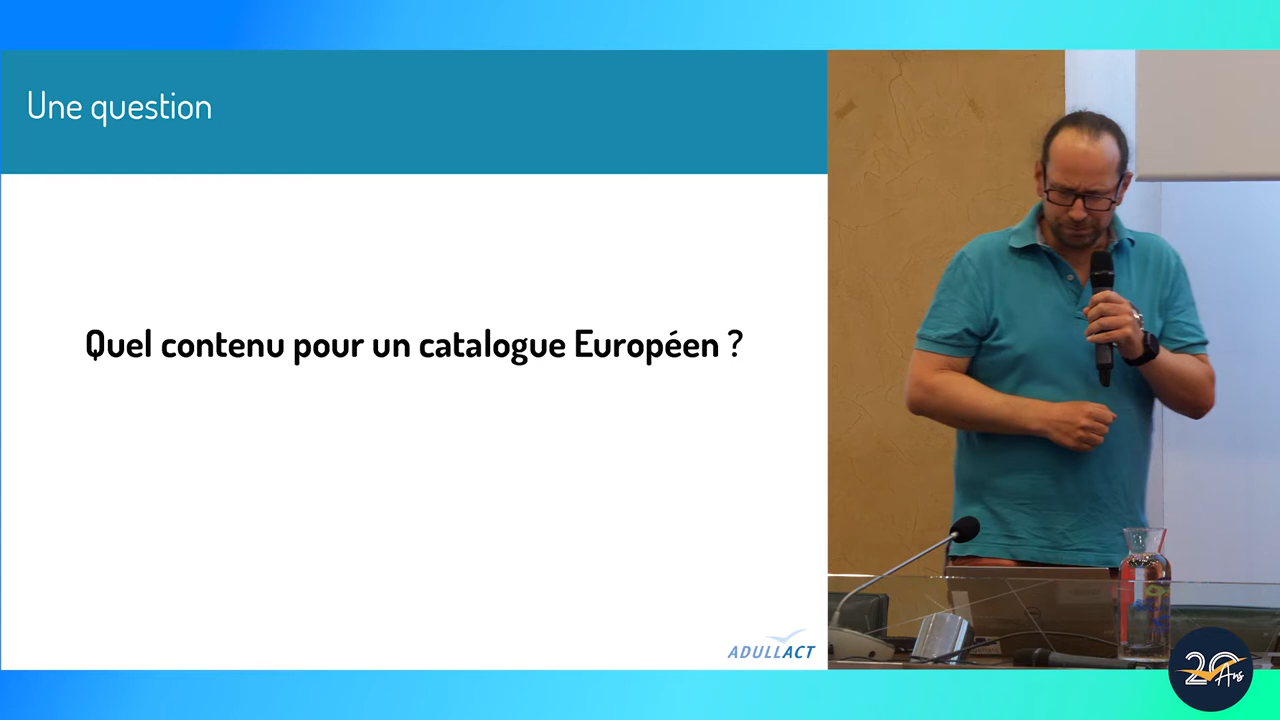 Une question
Quel contenu pour un catalogue Européen ?
ADULLACT
20
Ans